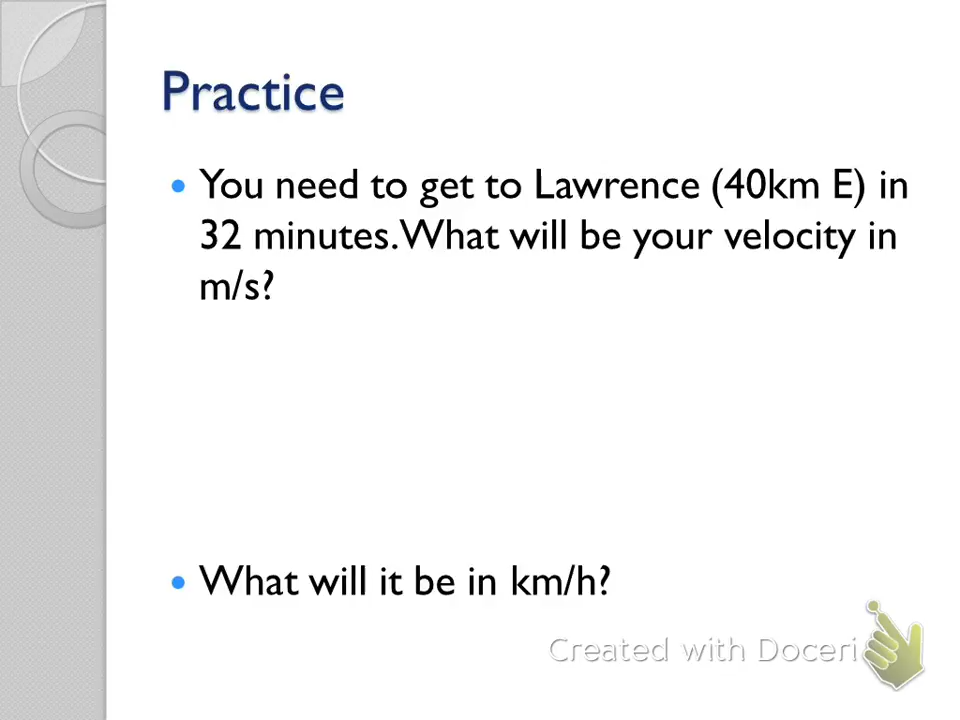 Practice
You need to get to Lawrence (40km E) in
32 minutes. What will be your velocity in
m/s?
What will it be in km/h?
Created with Doceri